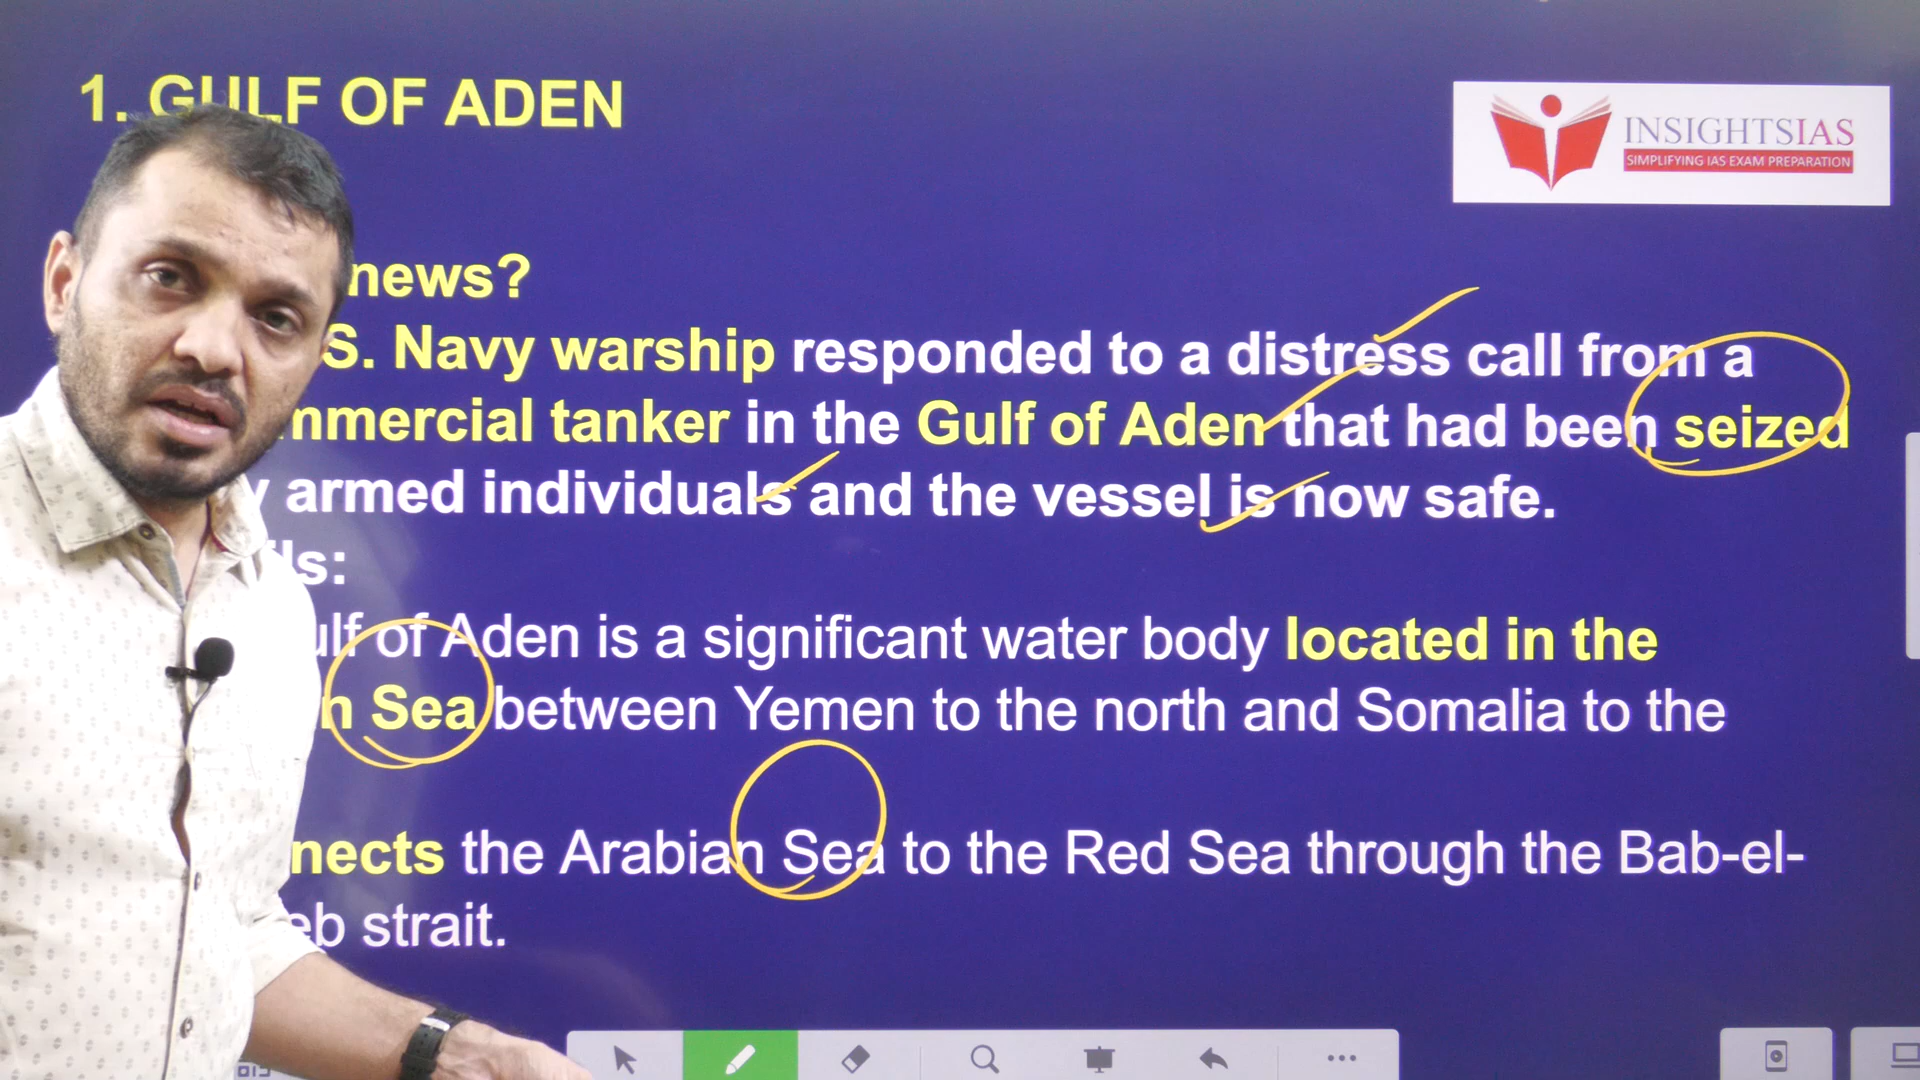 1. GULF OF ADEN
INSIGHTSIAS
SIMPLIFYING IAS EXAM PREPARATION
news?
S. Navy warship responded to a distress call from a
mmercial tanker in the Gulf of Aden that had been seized
y armed individuals and the vessel is now safe.
ils:
ulf of Aden is a significant water body located in the
n Sea between Yemen to the north and Somalia to the
nects the Arabian Sea to the Red Sea through the Bab-el-
eb strait.